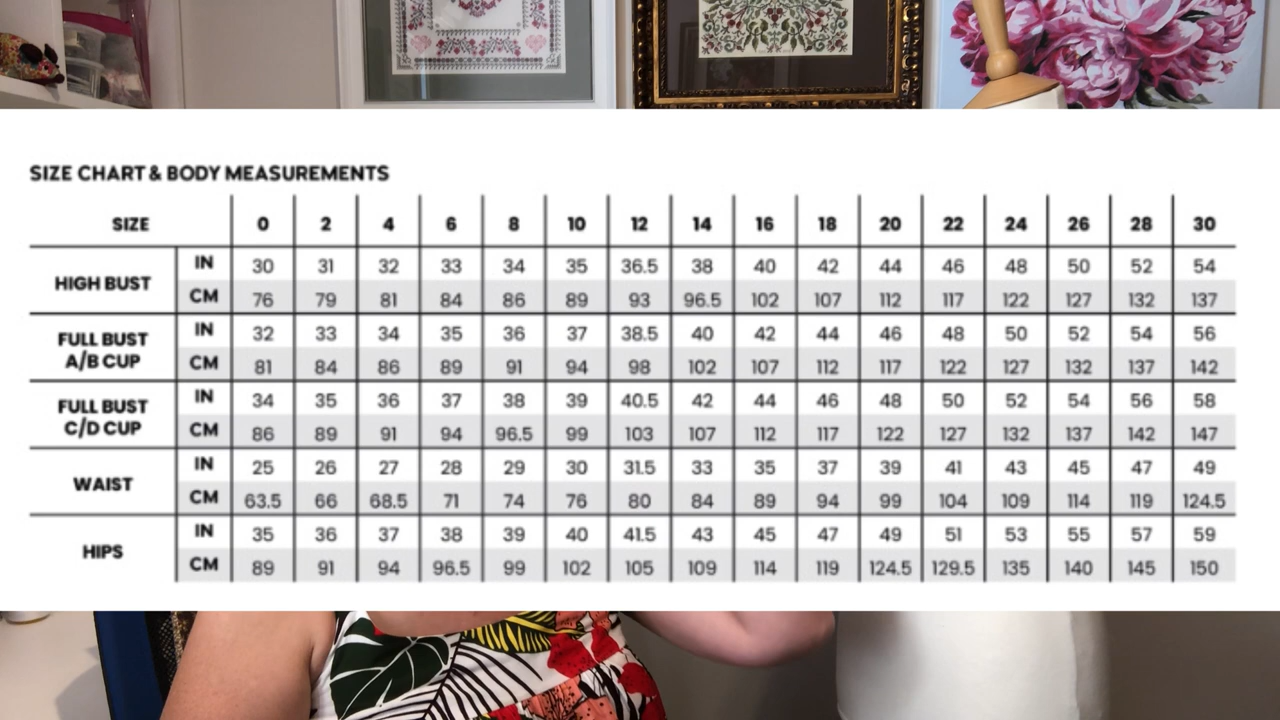 SIZE CHART & BODY MEASUREMENTS
SIZE 0 2 4 6 8 10 12 14 16 18 20 22 24 26 28 30
HIGH BUST
IN 30 31 32 33 34 35 36.5 38 40 42 44 46 48 50 52 54
CM 76 79 81 84 86 89 93 96.5 102 107 112 117 122 127 132 137
FULL BUST
A/B CUP
IN 32 33 34 35 36 37 38.5 40 42 44 46 48 50 52 54 56
CM 81 84 86 89 91 94 98 102 107 112 117 122 127 132 137 142
FULL BUST
C/D CUP
IN 34 35 36 37 38 39 40.5 42 44 46 48 50 52 54 56 58
CM 86 89 91 94 96.5 99 103 107 112 117 122 127 132 137 142 147
WAIST
IN 25 26 27 28 29 30 31.5 33 35 37 39 41 43 45 47 49
CM 63.5 66 68.5 71 74 76 80 84 89 94 99 104 109 114 119 124.5
HIPS
IN 35 36 37 38 39 40 41.5 43 45 47 49 51 53 55 57 59
CM 89 91 94 96.5 99 102 105 109 114 119 124.5 129.5 135 140 145 150